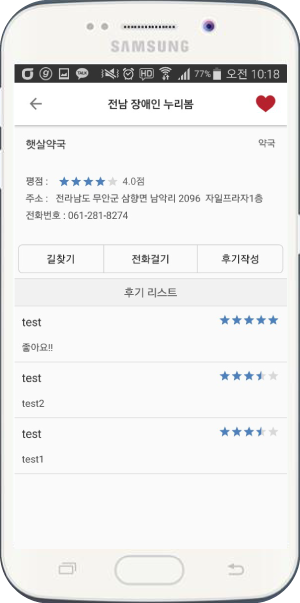 SAMSUNG
HD 77% 오전 10:18
전남 장애인 누리봄
햇살약국 약국
평점 : 4.0점
주소 : 전라남도 무안군 삼향면 남악리 2096 자일프라자1층
전화번호 : 061-281-8274
길찾기 전화걸기 후기작성
후기 리스트
test
좋아요!!
test
test2
test
test1